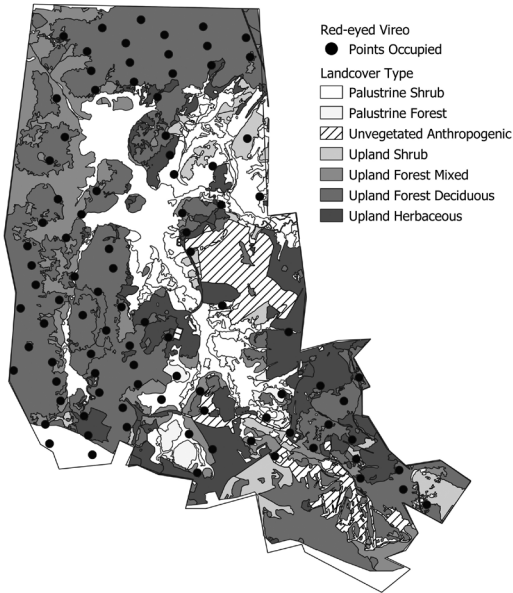 Red-eyed Vireo
Points Occupied
Landcover Type
Palustrine Shrub
Palustrine Forest
Unvegetated Anthropogenic
Upland Shrub
Upland Forest Mixed
Upland Forest Deciduous
Upland Herbaceous